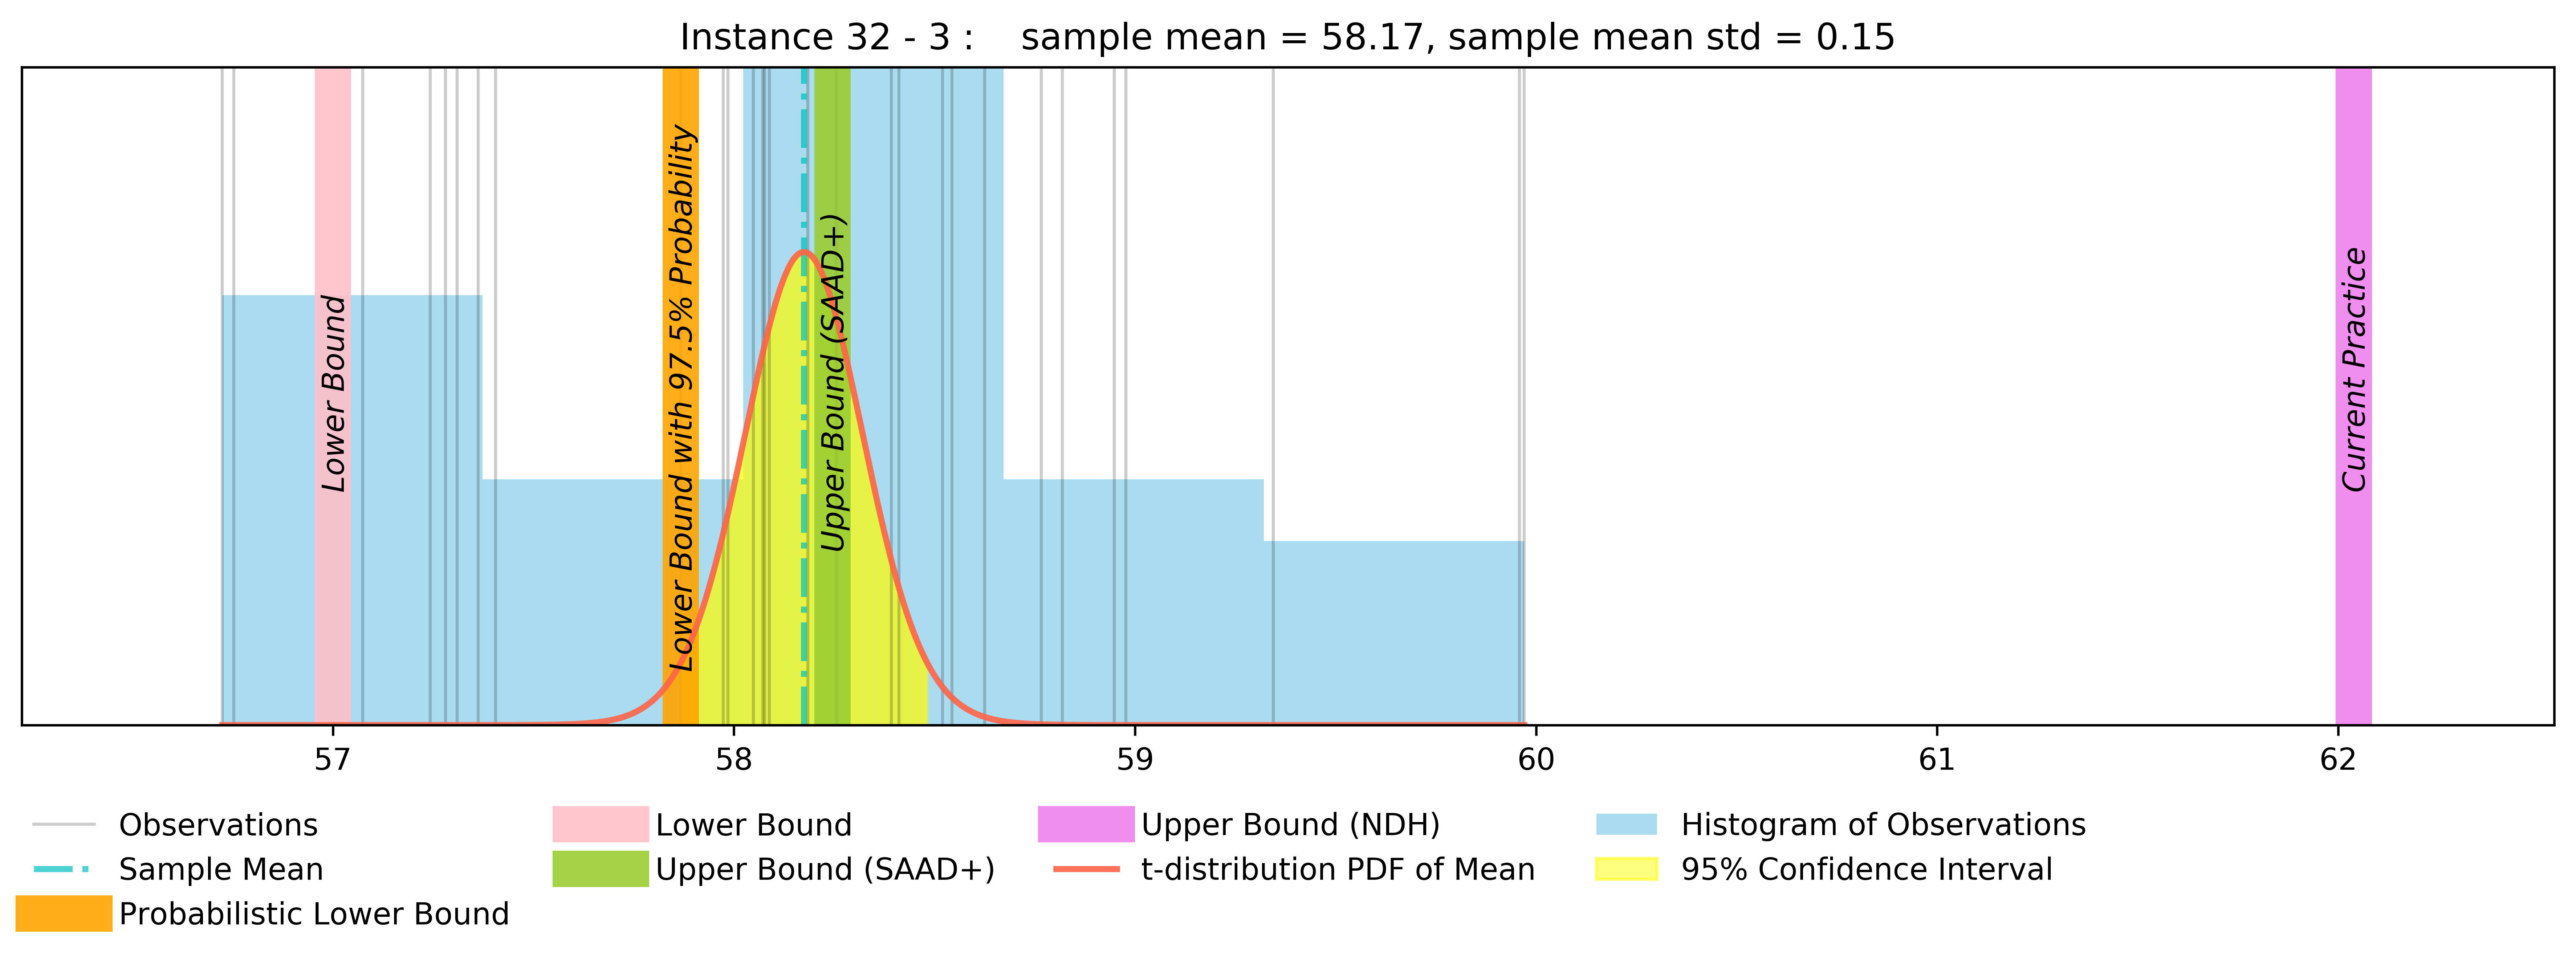 Instance 32 - 3 :    sample mean = 58.17, sample mean std = 0.15
Lower Bound
Lower Bound with 97.5% Probability
Upper Bound (SAAD+)
Current Practice
57 58 59 60 61 62
Observations
Sample Mean
Probabilistic Lower Bound
Lower Bound
Upper Bound (SAAD+)
Upper Bound (NDH)
t-distribution PDF of Mean
Histogram of Observations
95% Confidence Interval